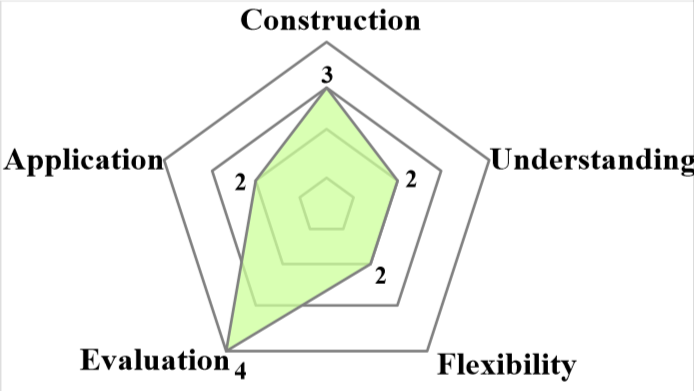 Construction
3
Application
Understanding
2
2
2
Evaluation
4
Flexibility